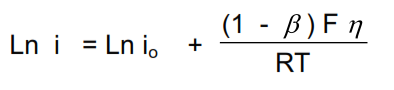 Ln i = Ln iₒ + (1 - β) F η / RT